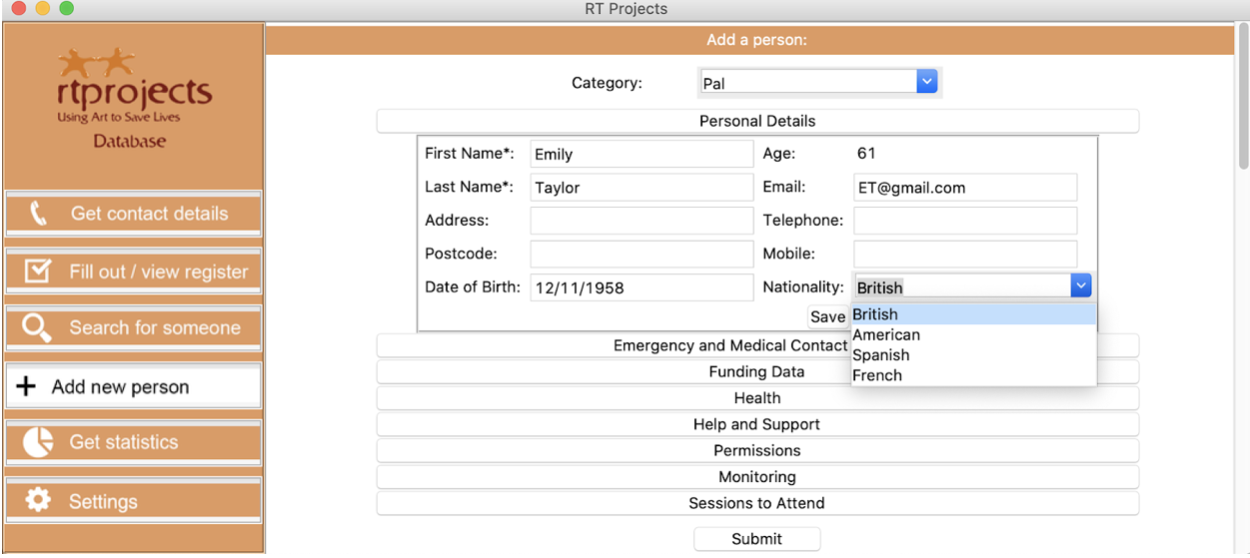 RT Projects
rtprojects
Using Art to Save Lives
Database
Get contact details
Fill out / view register
Search for someone
Add new person
Get statistics
Settings
Add a person:
Category: Pal
Personal Details
First Name*: Emily Age: 61
Last Name*: Taylor Email: ET@gmail.com
Address: Telephone:
Postcode: Mobile:
Date of Birth: 12/11/1958 Nationality: British
Save British
American
Spanish
French
Emergency and Medical Contact
Funding Data
Health
Help and Support
Permissions
Monitoring
Sessions to Attend
Submit